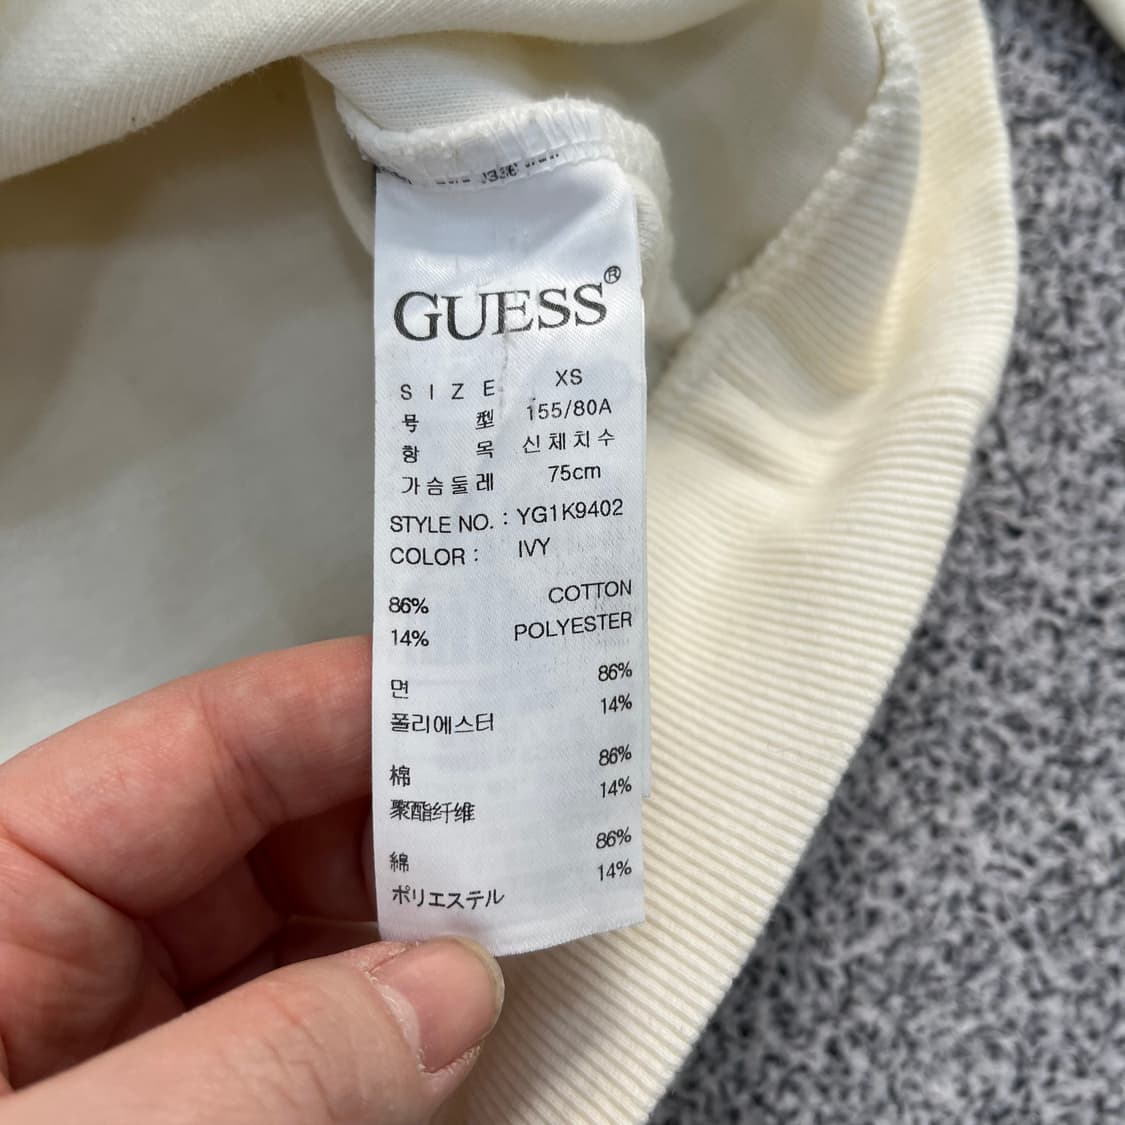 GUESS®
SIZE XS
号型 155/80A
항목 신체치수
가슴둘레 75cm
STYLE NO. : YG1K9402
COLOR : IVY
86% COTTON
14% POLYESTER
면 86%
폴리에스터 14%
棉 86%
聚酯纤维 14%
綿 86%
ポリエステル 14%